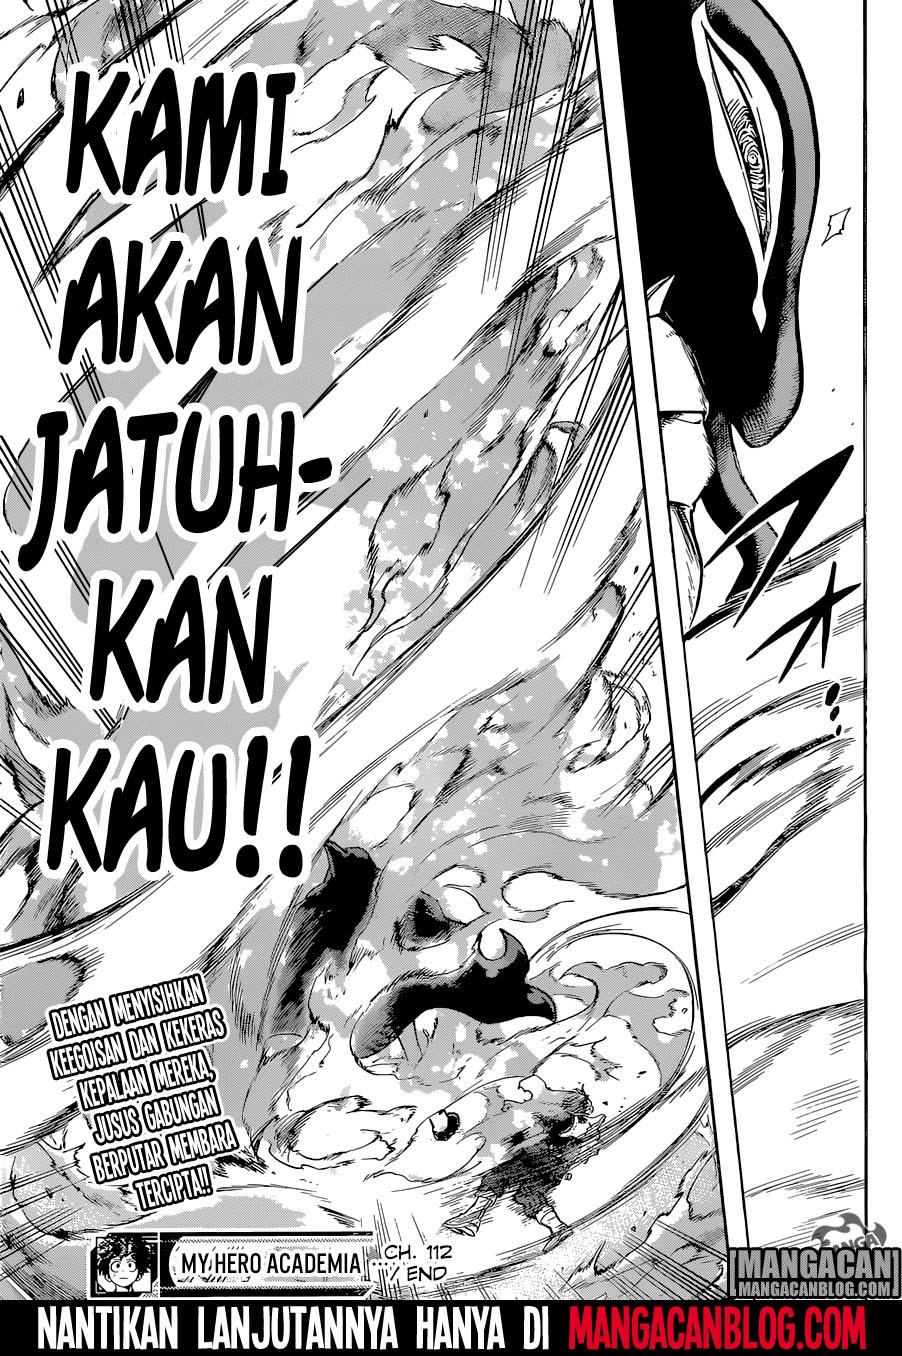 KAMI
AKAN
JATUH-
KAN
KAU!!
DENGAN MENYISIHKAN
KEEGOISAN DAN KEKERAS
KEPALAAN MEREKA,
JUSUS GABUNGAN
BERPUTAR MEMBARA
TERCIPTA!!
MY HERO ACADEMIA
CH. 112
...../ END
MANGA
MANGACAN
MANGACANBLOG.COM
NANTIKAN LANJUTANNYA HANYA DI MANGACANBLOG.COM